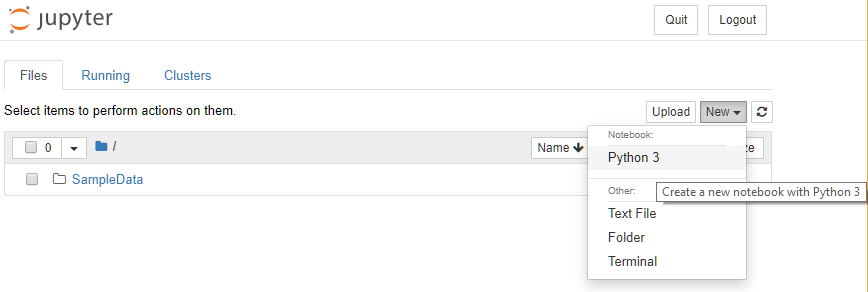 jupyter
Quit
Logout
Files
Running
Clusters
Select items to perform actions on them.
Upload
New
0
/
Name
ze
SampleData
Notebook:
Python 3
Create a new notebook with Python 3
Other:
Text File
Folder
Terminal